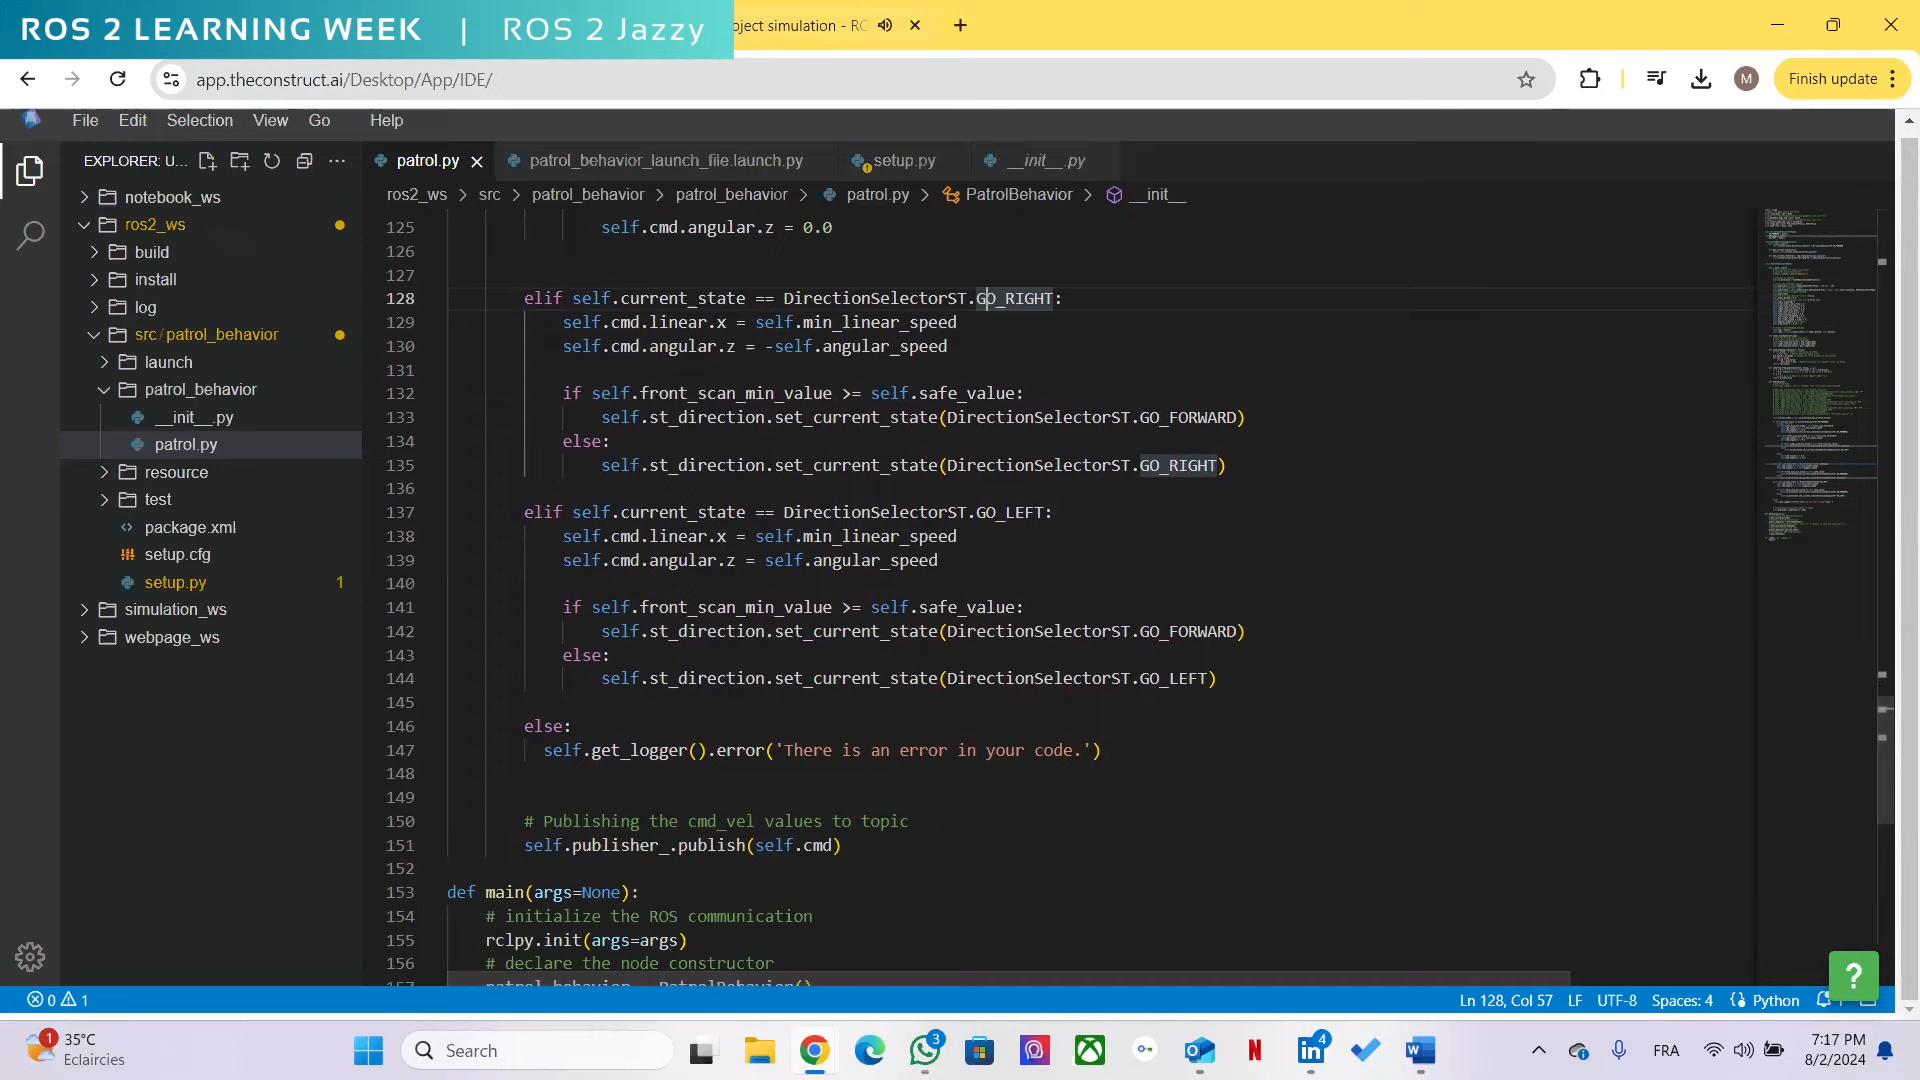 ROS 2 LEARNING WEEK | ROS 2 Jazzy
oject simulation - RC
app.theconstruct.ai/Desktop/App/IDE/
M
Finish update
File Edit Selection View Go Help
EXPLORER: U...
patrol.py
patrol_behavior_launch_file.launch.py
setup.py
__init__.py
ros2_ws > src > patrol_behavior > patrol_behavior > patrol.py > PatrolBehavior > __init__
notebook_ws
ros2_ws
build
install
log
src/patrol_behavior
launch
patrol_behavior
__init__.py
patrol.py
resource
test
package.xml
setup.cfg
setup.py 1
simulation_ws
webpage_ws
125 self.cmd.angular.z = 0.0
126
127
128 elif self.current_state == DirectionSelectorST.GO_RIGHT:
129 self.cmd.linear.x = self.min_linear_speed
130 self.cmd.angular.z = -self.angular_speed
131
132 if self.front_scan_min_value >= self.safe_value:
133 self.st_direction.set_current_state(DirectionSelectorST.GO_FORWARD)
134 else:
135 self.st_direction.set_current_state(DirectionSelectorST.GO_RIGHT)
136
137 elif self.current_state == DirectionSelectorST.GO_LEFT:
138 self.cmd.linear.x = self.min_linear_speed
139 self.cmd.angular.z = self.angular_speed
140
141 if self.front_scan_min_value >= self.safe_value:
142 self.st_direction.set_current_state(DirectionSelectorST.GO_FORWARD)
143 else:
144 self.st_direction.set_current_state(DirectionSelectorST.GO_LEFT)
145
146 else:
147 self.get_logger().error('There is an error in your code.')
148
149
150 # Publishing the cmd_vel values to topic
151 self.publisher_.publish(self.cmd)
152
153 def main(args=None):
154 # initialize the ROS communication
155 rclpy.init(args=args)
156 # declare the node constructor
?
0 1
Ln 128, Col 57 LF UTF-8 Spaces: 4 Python
1 35°C
Eclaircies
Search
3
4
FRA
7:17 PM
8/2/2024